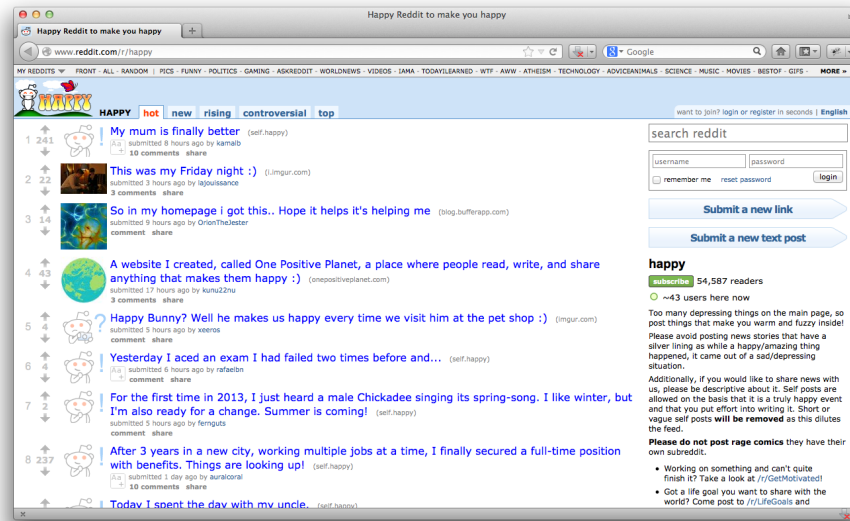 Happy Reddit to make you happy
Happy Reddit to make you happy
www.reddit.com/r/happy
Google
MY REDDITS FRONT - ALL - RANDOM | PICS - FUNNY - POLITICS - GAMING - ASKREDDIT - WORLDNEWS - VIDEOS - IAMA - TODAYILEARNED - WTF - AWW - ATHEISM - TECHNOLOGY - ADVICEANIMALS - SCIENCE - MUSIC - MOVIES - BESTOF - GIFS - MORE »
HAPPY
HAPPY hot new rising controversial top
want to join? login or register in seconds | English
1 241
My mum is finally better (self.happy)
Aa+
submitted 8 hours ago by kamalb
10 comments share
2 22
This was my Friday night :) (i.imgur.com)
submitted 3 hours ago by lajouissance
3 comments share
3 14
So in my homepage i got this.. Hope it helps it's helping me (blog.bufferapp.com)
submitted 9 hours ago by OrionTheJester
comment share
4 43
A website I created, called One Positive Planet, a place where people read, write, and share
anything that makes them happy :) (onepositiveplanet.com)
submitted 17 hours ago by kunu22nu
3 comments share
5 4
Happy Bunny? Well he makes us happy every time we visit him at the pet shop :) (imgur.com)
submitted 5 hours ago by xeeros
comment share
6 4
Yesterday I aced an exam I had failed two times before and... (self.happy)
Aa+
submitted 6 hours ago by rafaelbn
comment share
7 2
For the first time in 2013, I just heard a male Chickadee singing its spring-song. I like winter, but
I'm also ready for a change. Summer is coming! (self.happy)
submitted 5 hours ago by fernguts
comment share
8 237
After 3 years in a new city, working multiple jobs at a time, I finally secured a full-time position
with benefits. Things are looking up! (self.happy)
Aa+
submitted 1 day ago by auralcoral
10 comments share
Today I spent the day with my uncle. (self.happy)
search reddit
username password
remember me reset password login
Submit a new link
Submit a new text post
happy
subscribe 54,587 readers
~43 users here now
Too many depressing things on the main page, so
post things that make you warm and fuzzy inside!
Please avoid posting news stories that have a
silver lining as while a happy/amazing thing
happened, it came out of a sad/depressing
situation.
Additionally, if you would like to share news with
us, please be descriptive about it. Self posts are
allowed on the basis that it is a truly happy event
and that you put effort into writing it. Short or
vague self posts will be removed as this dilutes
the feed.
Please do not post rage comics they have their
own subreddit.
Working on something and can't quite
finish it? Take a look at /r/GetMotivated!
Got a life goal you want to share with the
world? Come post to /r/LifeGoals and